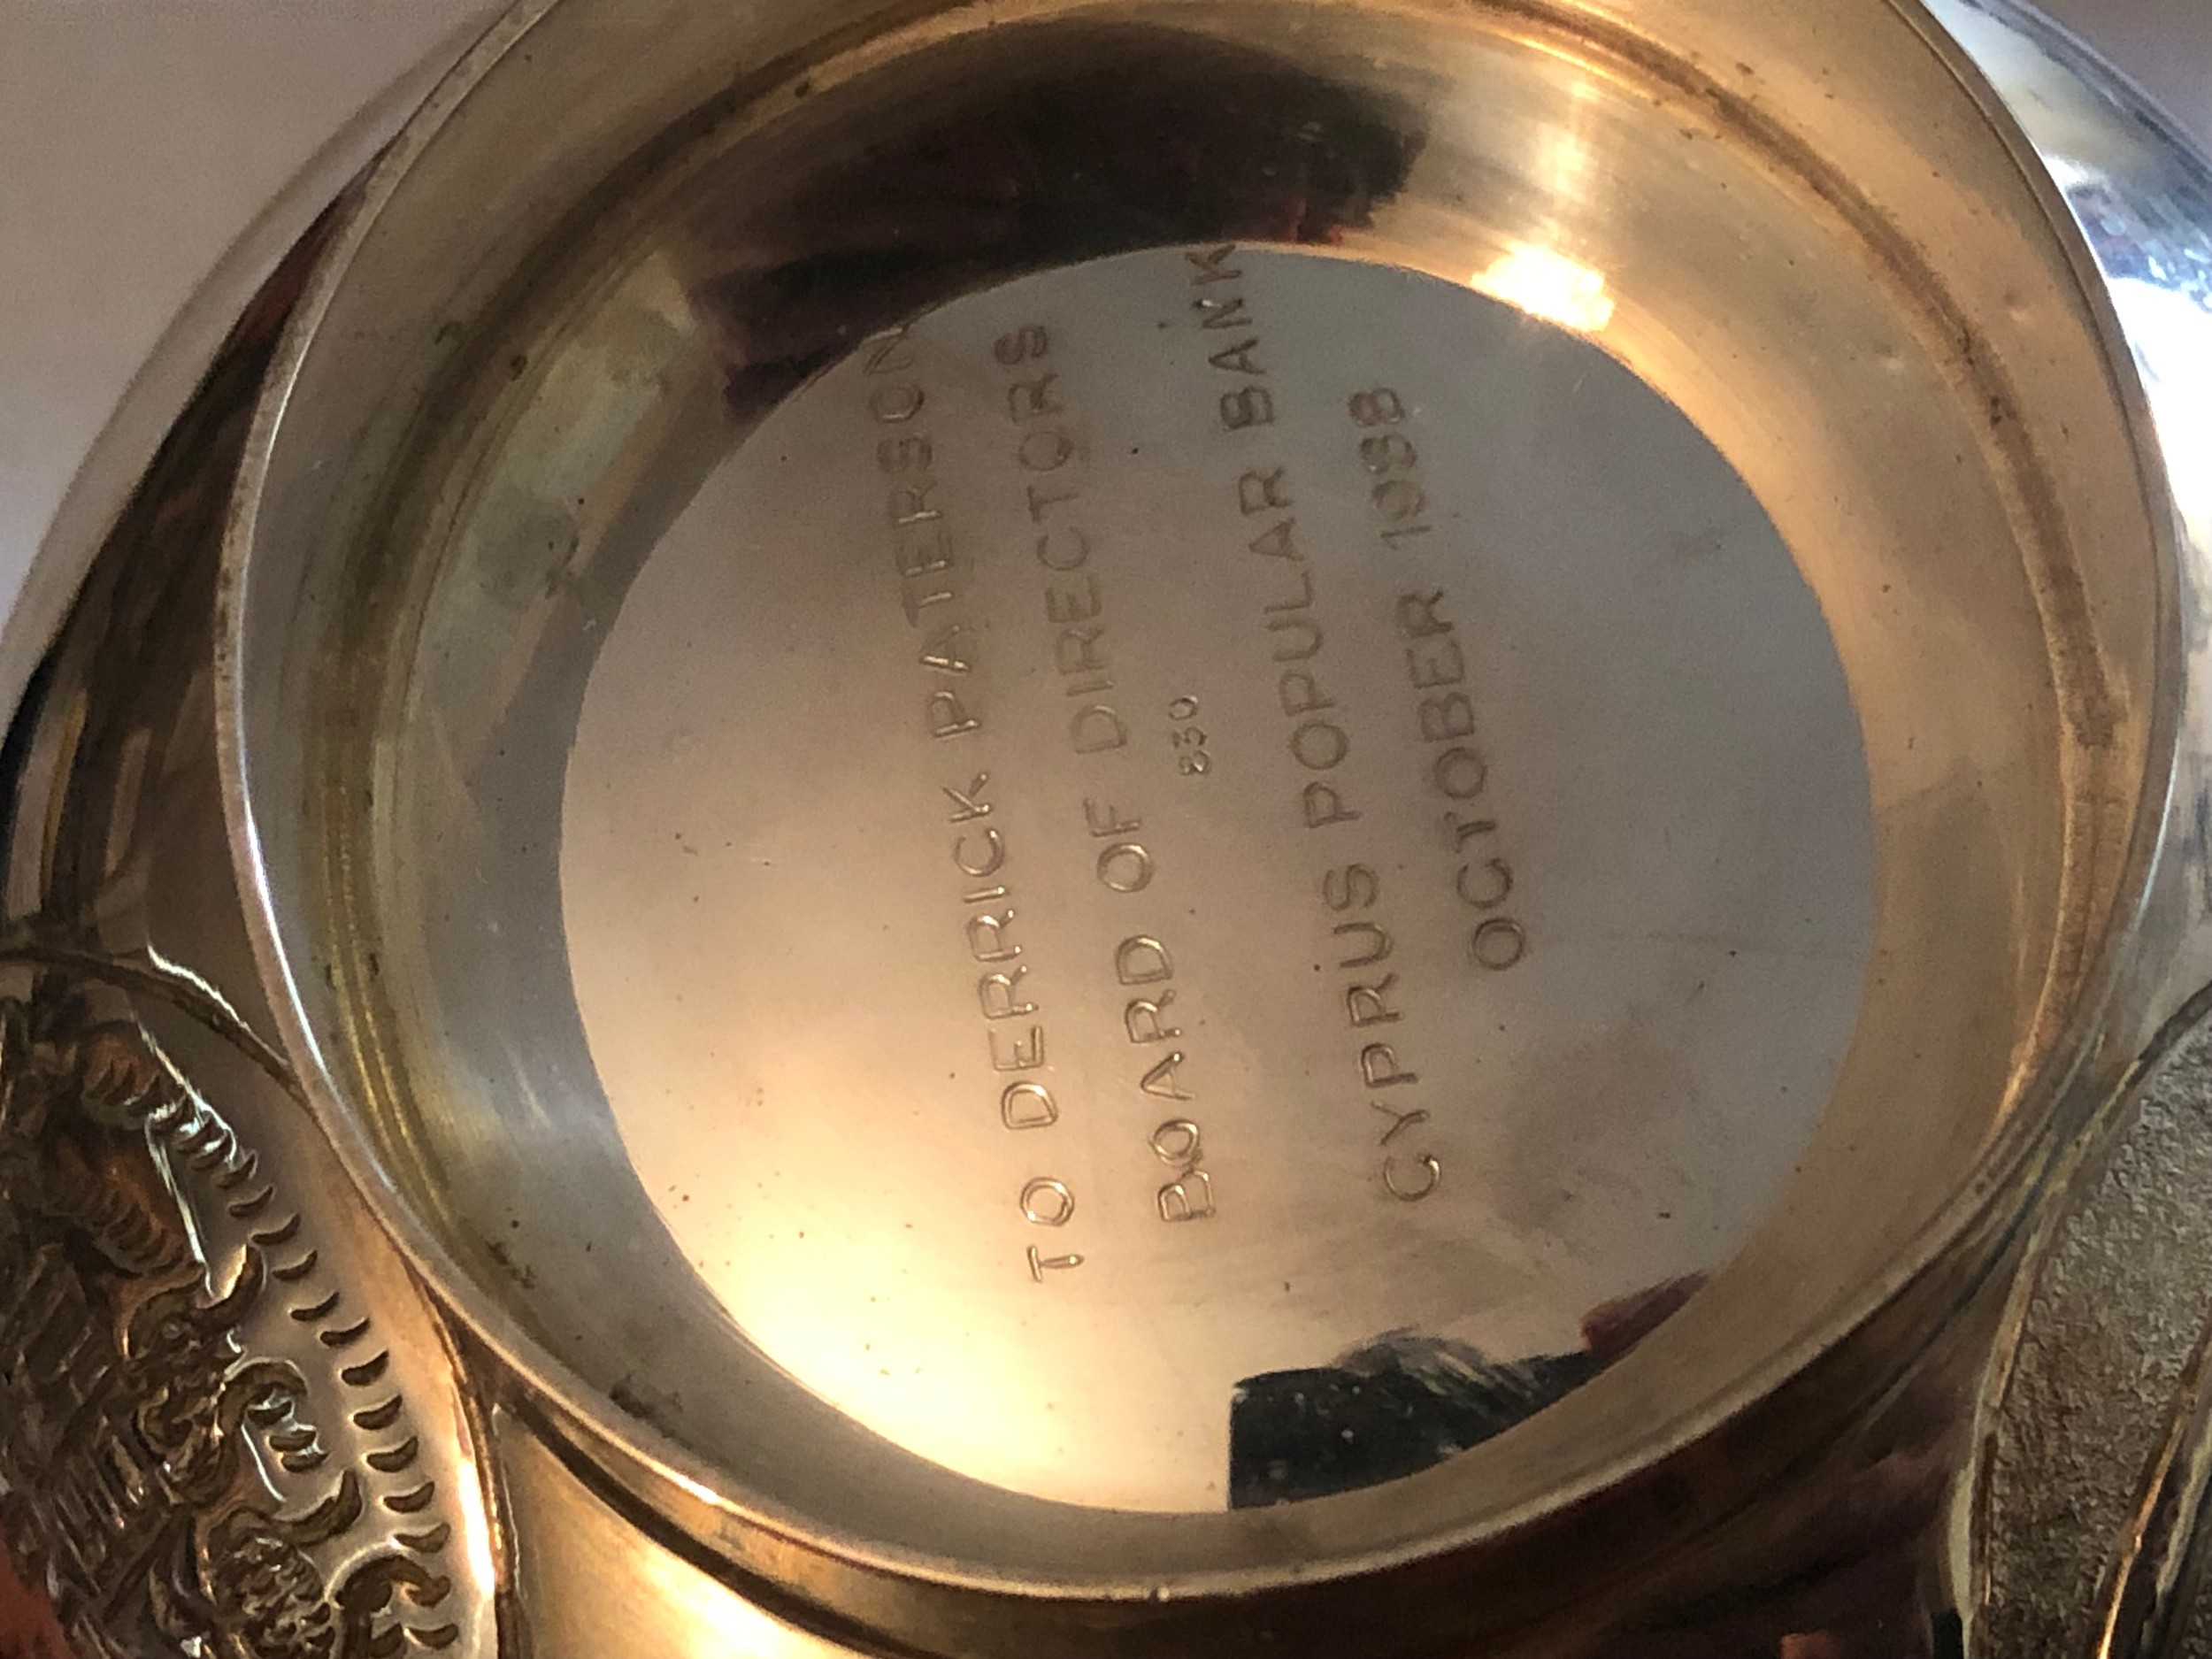 TO DERRICK PATERSON
BOARD OF DIRECTORS
830
CYPRUS POPULAR BANK
OCTOBER 1988